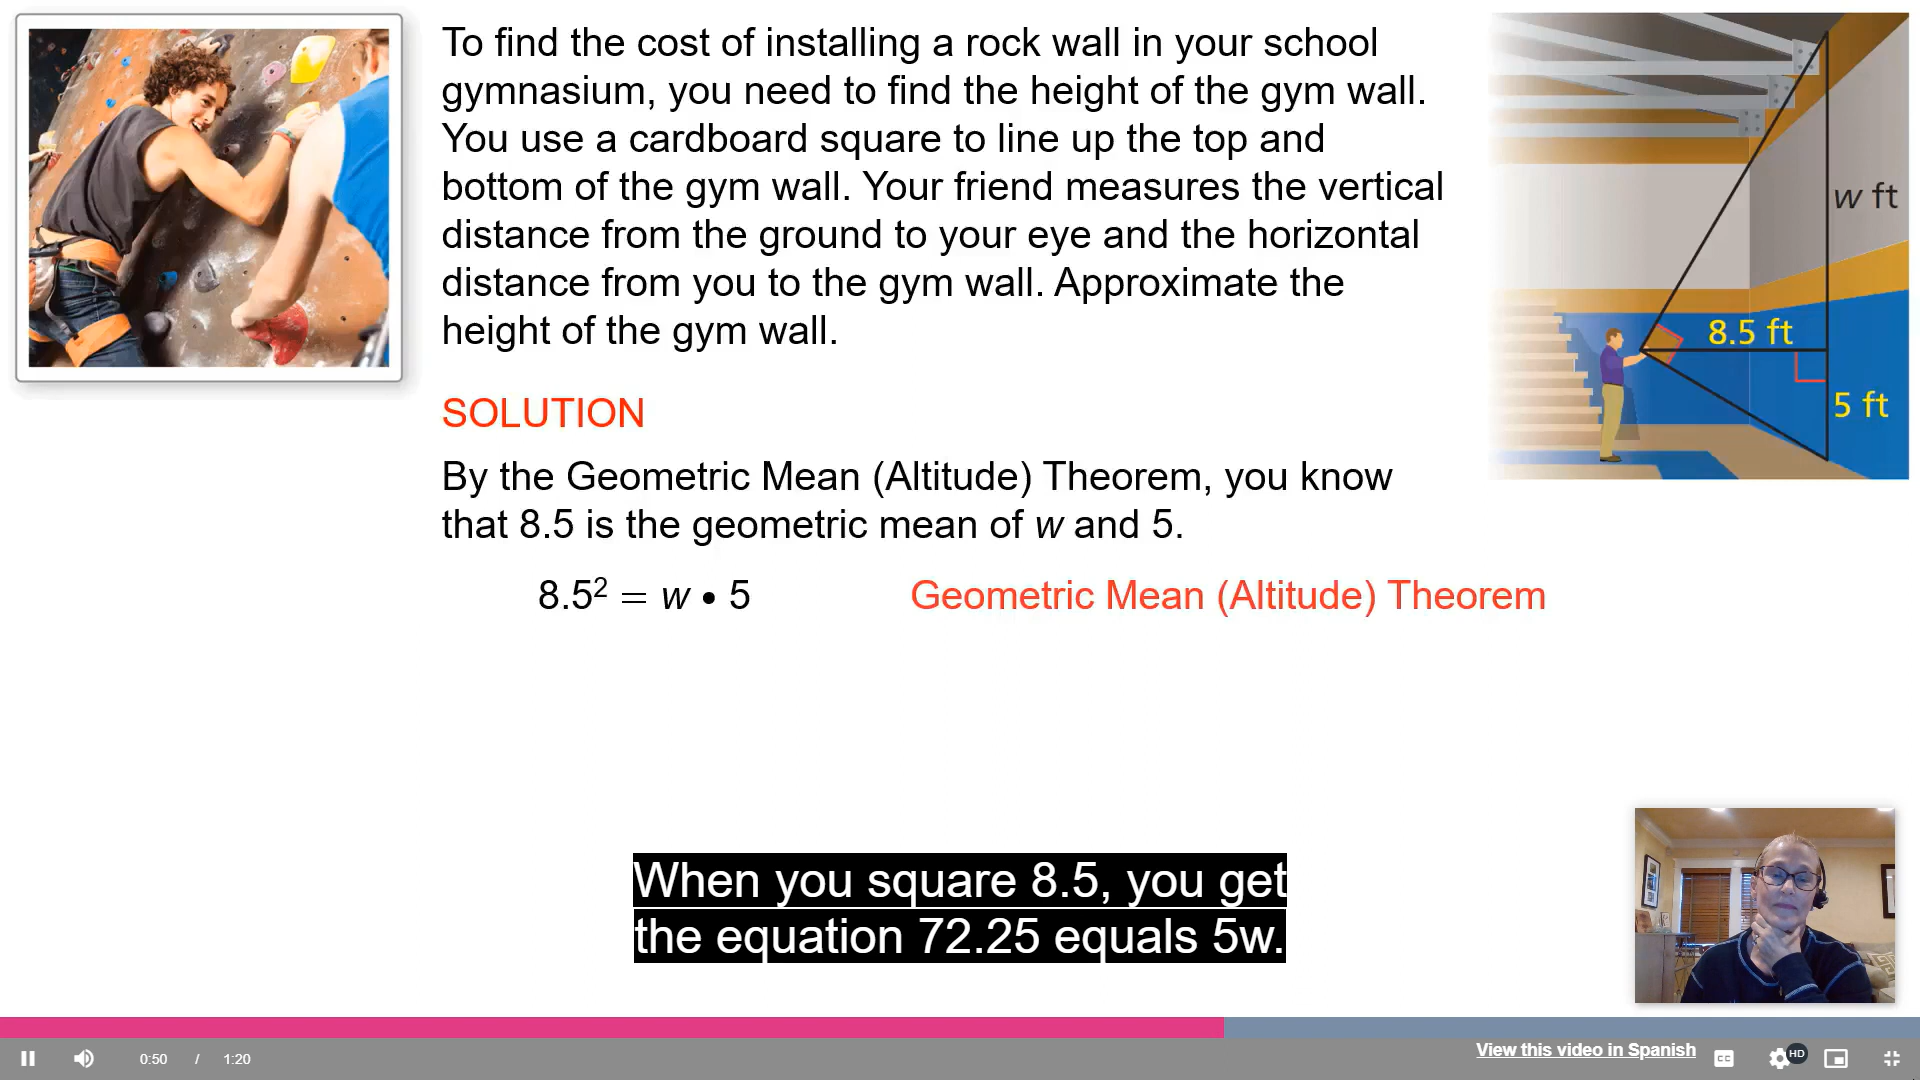 To find the cost of installing a rock wall in your school
gymnasium, you need to find the height of the gym wall.
You use a cardboard square to line up the top and
bottom of the gym wall. Your friend measures the vertical
distance from the ground to your eye and the horizontal
distance from you to the gym wall. Approximate the
height of the gym wall.
w ft
8.5 ft
5 ft
SOLUTION
By the Geometric Mean (Altitude) Theorem, you know
that 8.5 is the geometric mean of w and 5.
8.5² = w • 5 Geometric Mean (Altitude) Theorem
When you square 8.5, you get
the equation 72.25 equals 5w.
0:50 / 1:20
View this video in Spanish
CC
HD